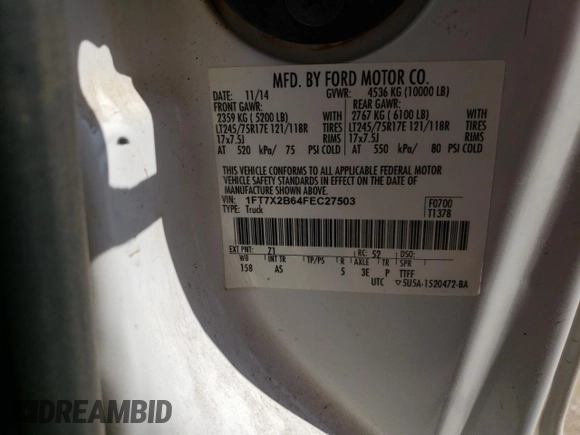 MFD. BY FORD MOTOR CO.
DATE: 11/14 GVWR: 4536 KG (10000 LB)
FRONT GAWR: REAR GAWR:
2359 KG ( 5200 LB) 2767 KG ( 6100 LB)
LT245/75R17E 121/118R TIRES LT245/75R17E 121/118R TIRES
17x7.5J RIMS 17x7.5J RIMS
AT 520 kPa/ 75 PSI COLD AT 550 kPa/ 80 PSI COLD
THIS VEHICLE CONFORMS TO ALL APPLICABLE FEDERAL MOTOR
VEHICLE SAFETY STANDARDS IN EFFECT ON THE DATE OF
MANUFACTURE SHOWN ABOVE.
VIN: 1FT7X2B64FEC27503 F0700
TYPE: Truck T1378
EXT PNT: Z1 RC: 52 DSO:
WB INT TR TP/PS R AXLE TR SPR
158 AS 5 3E P TTFF
UTC ▽5U5A-1520472-BA
DREAMBID